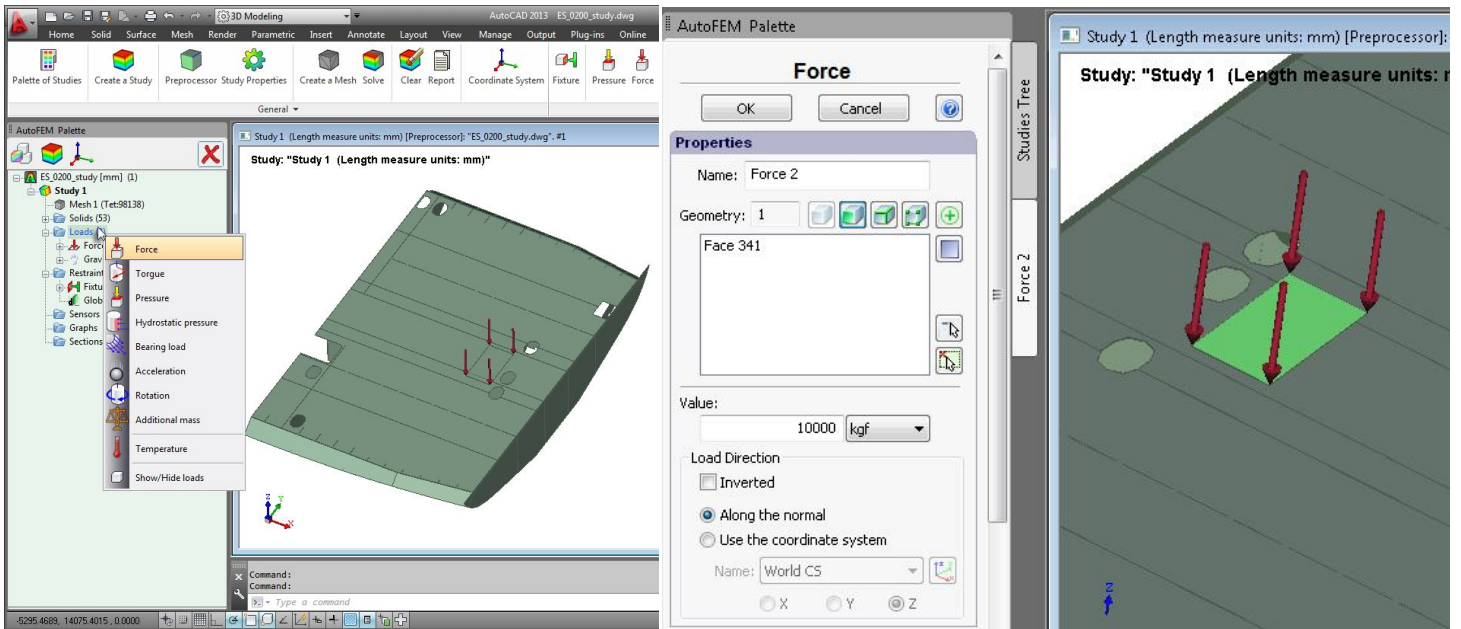 3D Modeling
AutoCAD 2013 ES_0200_study.dwg
Home Solid Surface Mesh Render Parametric Insert Annotate Layout View Manage Output Plug-ins Online
Palette of Studies Create a Study Preprocessor Study Properties Create a Mesh Solve Clear Report Coordinate System Fixture Pressure Force
General
AutoFEM Palette
ES_0200_study [mm] (1)
Study 1
Mesh 1 (Tet:98138)
Solids (53)
Loads
Forc
Grav
Restraint
Fixtu
Glob
Sensors
Graphs
Sections
Force
Torque
Pressure
Hydrostatic pressure
Bearing load
Acceleration
Rotation
Additional mass
Temperature
Show/Hide loads
Study 1 (Length measure units: mm) [Preprocessor]: "ES_0200_study.dwg". #1
Study: "Study 1 (Length measure units: mm)"
Z
Y
X
Command:
Command:
Type a command
-5295.4689, 14075.4015, 0.0000
AutoFEM Palette
Force
OK Cancel
Properties
Name: Force 2
Geometry: 1
Face 341
Value:
10000 kgf
Load Direction
Inverted
Along the normal
Use the coordinate system
Name: World CS
X Y Z
Studies Tree
Force 2
Study 1 (Length measure units: mm) [Preprocessor]:
Study: "Study 1 (Length measure units: r
Z